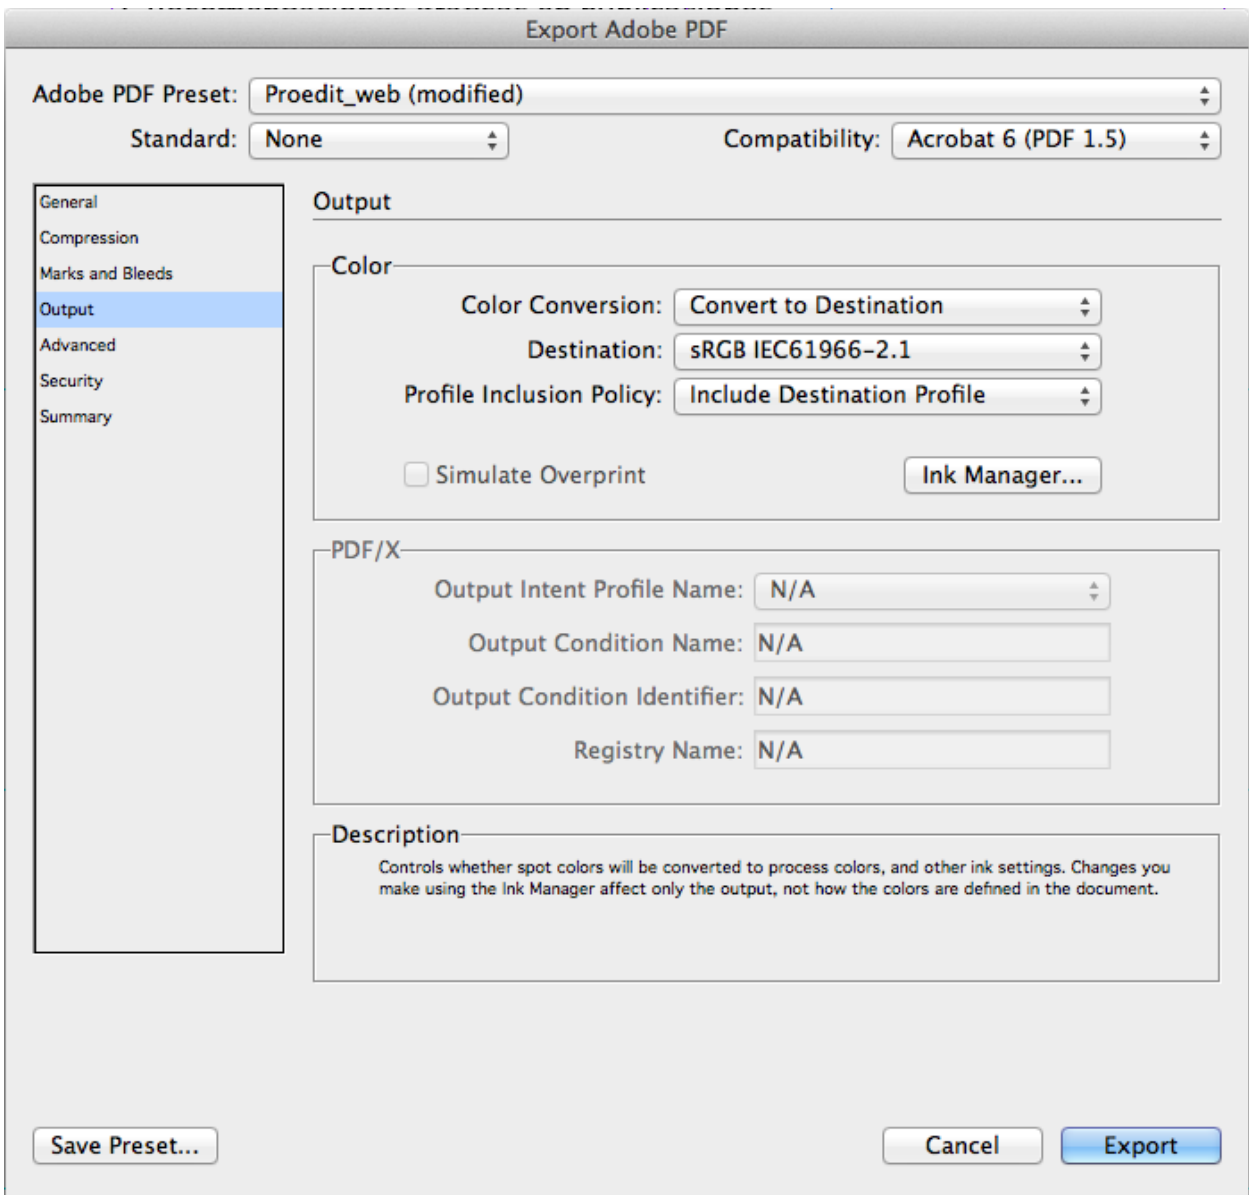 Export Adobe PDF
Adobe PDF Preset: Proedit_web (modified)
Standard: None Compatibility: Acrobat 6 (PDF 1.5)
General
Compression
Marks and Bleeds
Output
Advanced
Security
Summary
Output
Color
Color Conversion: Convert to Destination
Destination: sRGB IEC61966-2.1
Profile Inclusion Policy: Include Destination Profile
Simulate Overprint Ink Manager...
PDF/X
Output Intent Profile Name: N/A
Output Condition Name: N/A
Output Condition Identifier: N/A
Registry Name: N/A
Description
Controls whether spot colors will be converted to process colors, and other ink settings. Changes you
make using the Ink Manager affect only the output, not how the colors are defined in the document.
Save Preset... Cancel Export